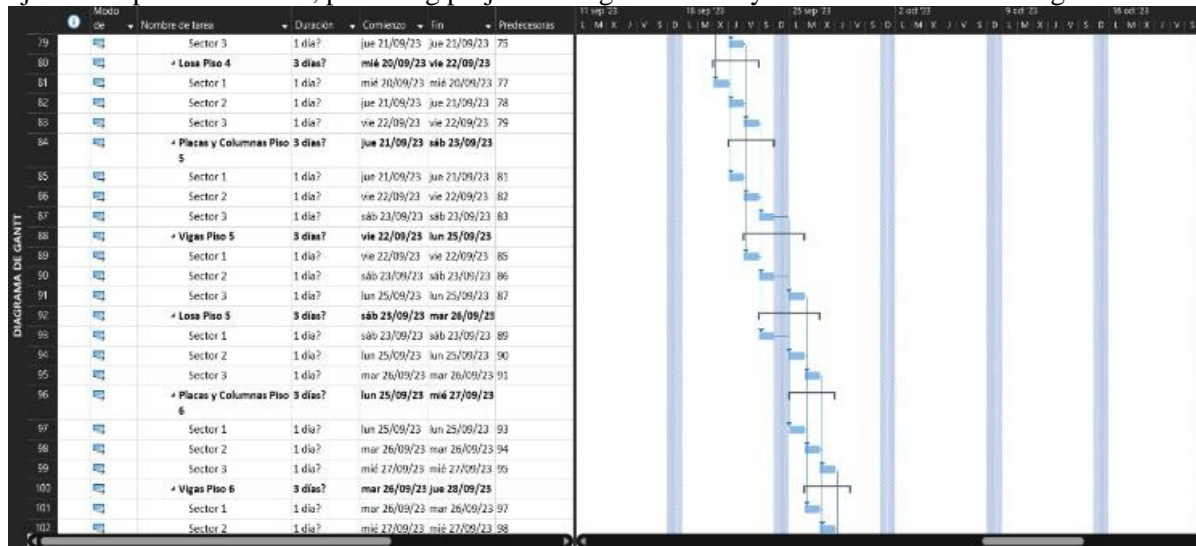 Modo de Nombre de tarea Duración Comienzo Fin Predecesoras 11 sep '23 18 sep '23 25 sep '23 2 oct '23 9 oct '23 16 oct '23
L M X J V S D L M X J V S D L M X J V S D L M X J V S D L M X J V S D L M X J V S
79 Sector 3 1 día? jue 21/09/23 jue 21/09/23 75
80 Losa Piso 4 3 días? mié 20/09/23 vie 22/09/23
81 Sector 1 1 día? mié 20/09/23 mié 20/09/23 77
82 Sector 2 1 día? jue 21/09/23 jue 21/09/23 78
83 Sector 3 1 día? vie 22/09/23 vie 22/09/23 79
84 Placas y Columnas Piso 3 días? jue 21/09/23 sáb 23/09/23
5
85 Sector 1 1 día? jue 21/09/23 jue 21/09/23 81
86 Sector 2 1 día? vie 22/09/23 vie 22/09/23 82
87 Sector 3 1 día? sáb 23/09/23 sáb 23/09/23 83
88 Vigas Piso 5 3 días? vie 22/09/23 lun 25/09/23
89 Sector 1 1 día? vie 22/09/23 vie 22/09/23 85
90 Sector 2 1 día? sáb 23/09/23 sáb 23/09/23 86
91 Sector 3 1 día? lun 25/09/23 lun 25/09/23 87
92 Losa Piso 5 3 días? sáb 23/09/23 mar 26/09/23
93 Sector 1 1 día? sáb 23/09/23 sáb 23/09/23 89
94 Sector 2 1 día? lun 25/09/23 lun 25/09/23 90
95 Sector 3 1 día? mar 26/09/23 mar 26/09/23 91
96 Placas y Columnas Piso 3 días? lun 25/09/23 mié 27/09/23
6
97 Sector 1 1 día? lun 25/09/23 lun 25/09/23 93
98 Sector 2 1 día? mar 26/09/23 mar 26/09/23 94
99 Sector 3 1 día? mié 27/09/23 mié 27/09/23 95
100 Vigas Piso 6 3 días? mar 26/09/23 jue 28/09/23
101 Sector 1 1 día? mar 26/09/23 mar 26/09/23 97
102 Sector 2 1 día? mié 27/09/23 mié 27/09/23 98
DIAGRAMA DE GANTT